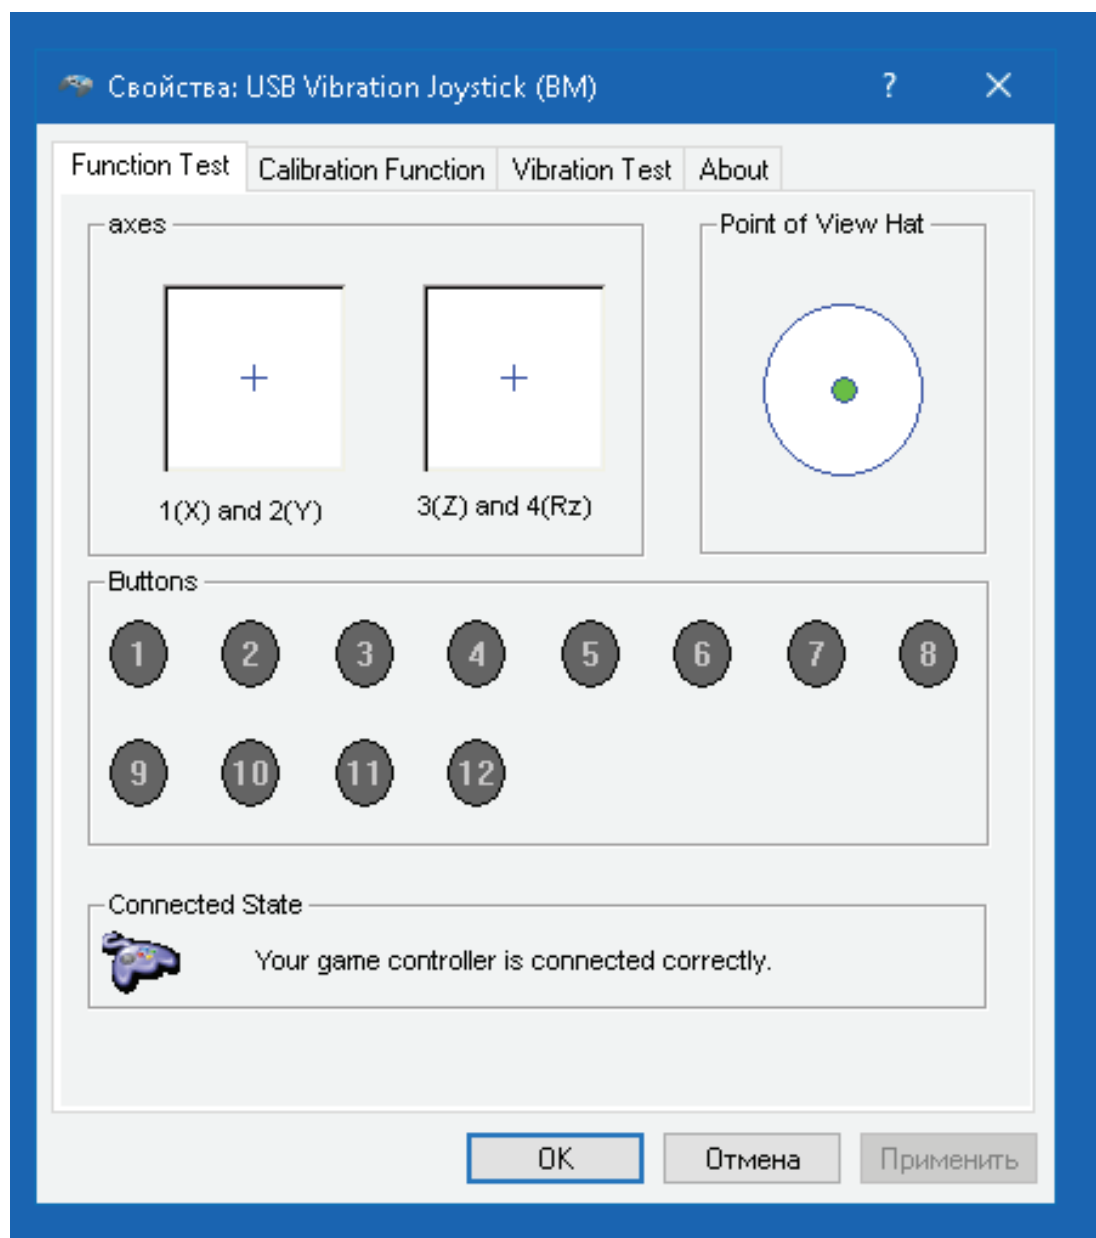 Свойства: USB Vibration Joystick (BM) ?
Function Test Calibration Function Vibration Test About
axes Point of View Hat
1(X) and 2(Y) 3(Z) and 4(Rz)
Buttons
1 2 3 4 5 6 7 8
9 10 11 12
Connected State
Your game controller is connected correctly.
OK Отмена Применить